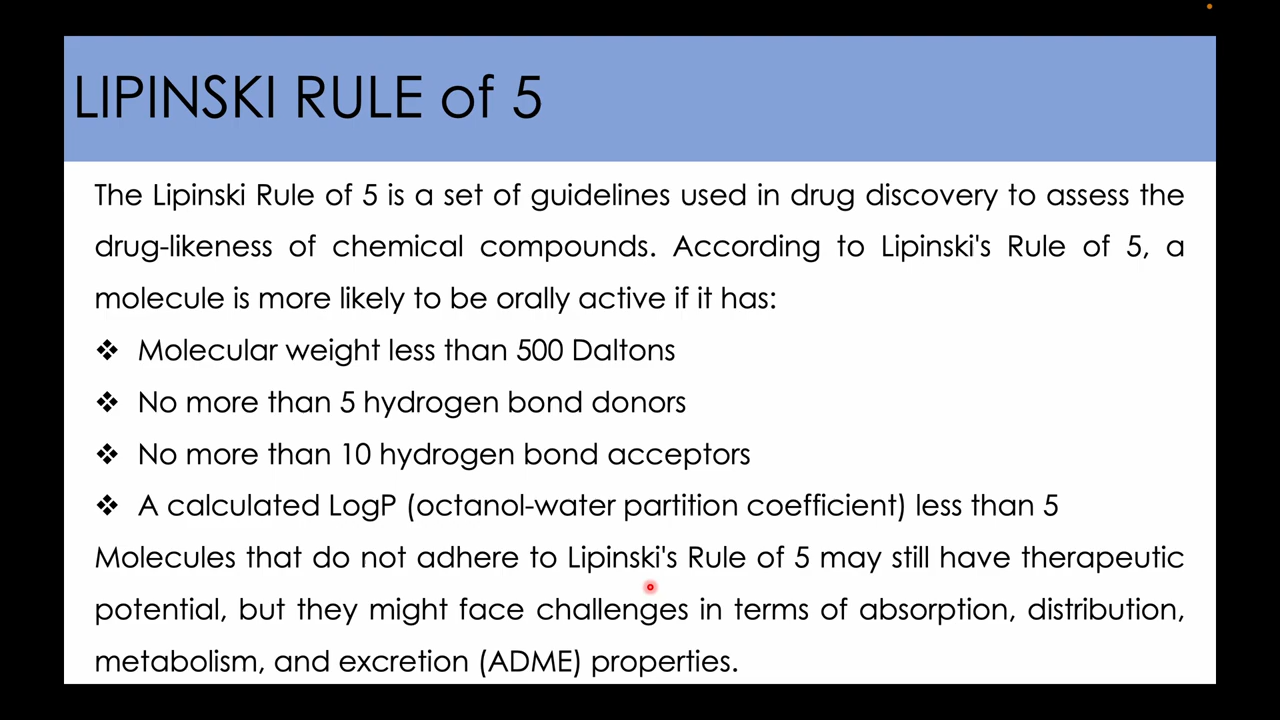 LIPINSKI RULE of 5
The Lipinski Rule of 5 is a set of guidelines used in drug discovery to assess the
drug-likeness of chemical compounds. According to Lipinski's Rule of 5, a
molecule is more likely to be orally active if it has:
❖ Molecular weight less than 500 Daltons
❖ No more than 5 hydrogen bond donors
❖ No more than 10 hydrogen bond acceptors
❖ A calculated LogP (octanol-water partition coefficient) less than 5
Molecules that do not adhere to Lipinski's Rule of 5 may still have therapeutic
potential, but they might face challenges in terms of absorption, distribution,
metabolism, and excretion (ADME) properties.